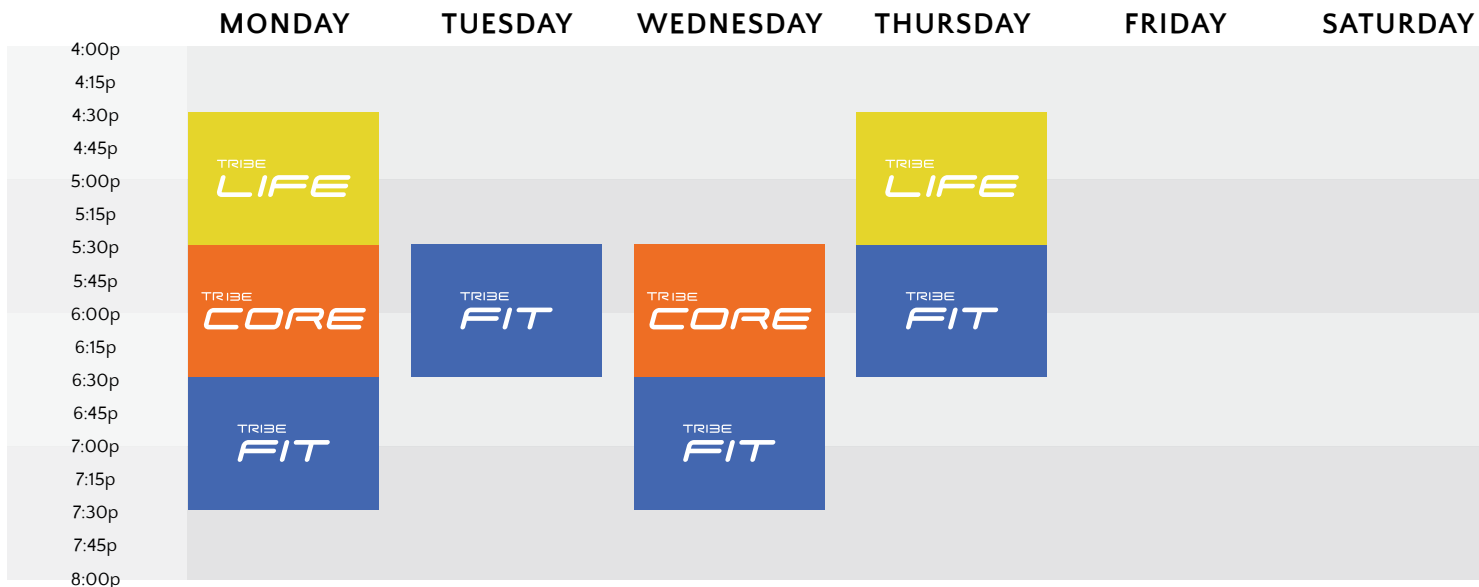 MONDAY TUESDAY WEDNESDAY THURSDAY FRIDAY SATURDAY
4:00p
4:15p
4:30p
4:45p
TRIBE TRIBE
5:00p
LIFE LIFE
5:15p
5:30p
5:45p
TRIBE TRIBE TRIBE TRIBE
6:00p
CORE FIT CORE FIT
6:15p
6:30p
6:45p
TRIBE TRIBE
7:00p
FIT FIT
7:15p
7:30p
7:45p
8:00p